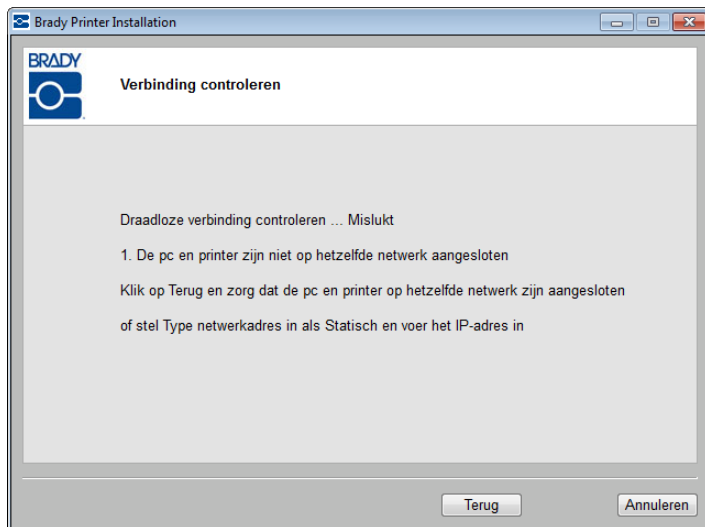 Brady Printer Installation
BRADY
Verbinding controleren
Draadloze verbinding controleren ... Mislukt
1. De pc en printer zijn niet op hetzelfde netwerk aangesloten
Klik op Terug en zorg dat de pc en printer op hetzelfde netwerk zijn aangesloten
of stel Type netwerkadres in als Statisch en voer het IP-adres in
Terug
Annuleren